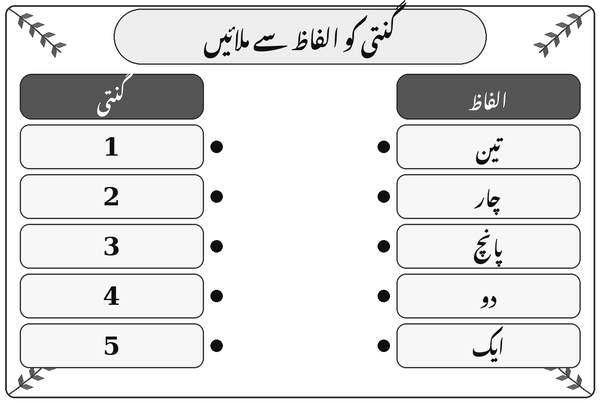 گنتی کو الفاظ سے ملائیں
الفاظ گنتی
تین 1
چار 2
پانچ 3
دو 4
ایک 5